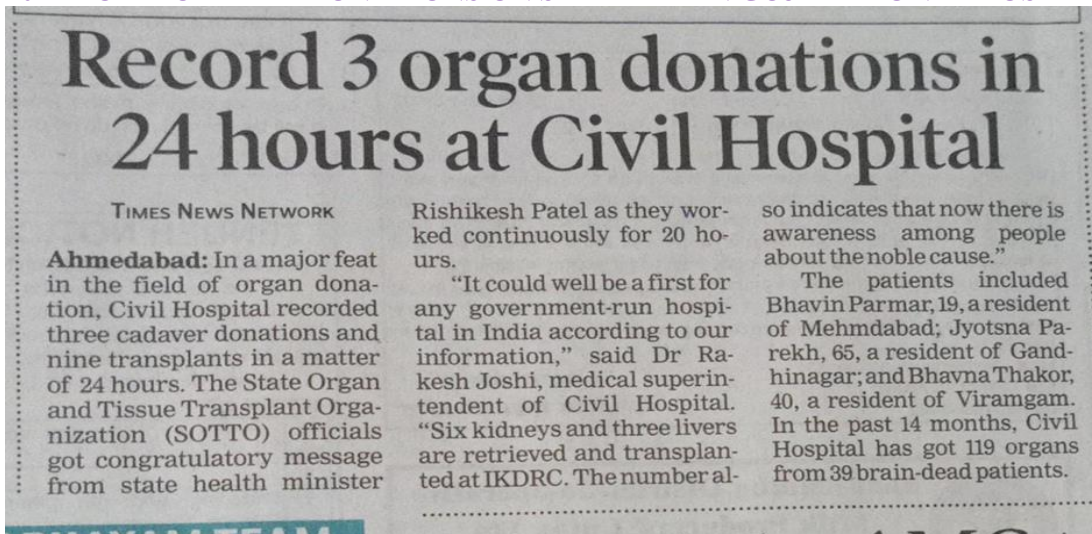 Record 3 organ donations in
24 hours at Civil Hospital
TIMES NEWS NETWORK
Ahmedabad: In a major feat
in the field of organ dona-
tion, Civil Hospital recorded
three cadaver donations and
nine transplants in a matter
of 24 hours. The State Organ
and Tissue Transplant Orga-
nization (SOTTO) officials
got congratulatory message
from state health minister
Rishikesh Patel as they wor-
ked continuously for 20 ho-
urs.
"It could well be a first for
any government-run hospi-
tal in India according to our
information," said Dr Ra-
kesh Joshi, medical superin-
tendent of Civil Hospital.
"Six kidneys and three livers
are retrieved and transplan-
ted at IKDRC. The number al-
so indicates that now there is
awareness among people
about the noble cause."
The patients included
Bhavin Parmar, 19, a resident
of Mehmdabad; Jyotsna Pa-
rekh, 65, a resident of Gand-
hinagar; and Bhavna Thakor,
40, a resident of Viramgam.
In the past 14 months, Civil
Hospital has got 119 organs
from 39 brain-dead patients.